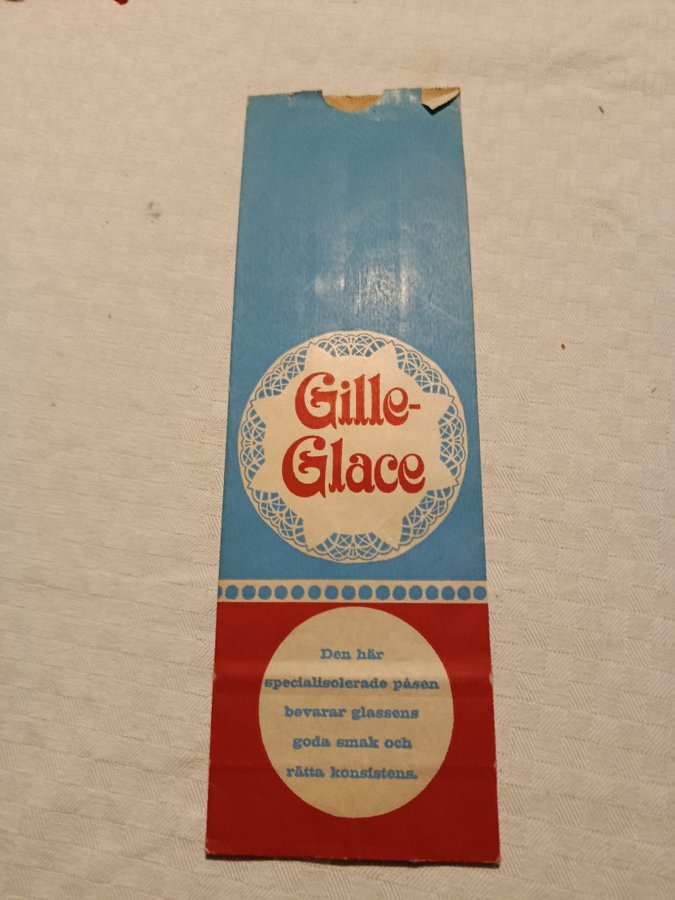 Gille-
Glace
Den här
specialisolerade påsen
bevarar glassens
goda smak och
rätta konsistens.